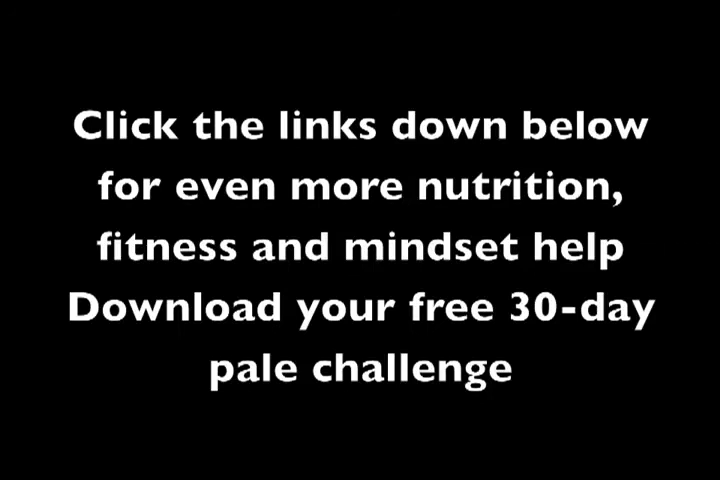 Click the links down below
for even more nutrition,
fitness and mindset help
Download your free 30-day
pale challenge